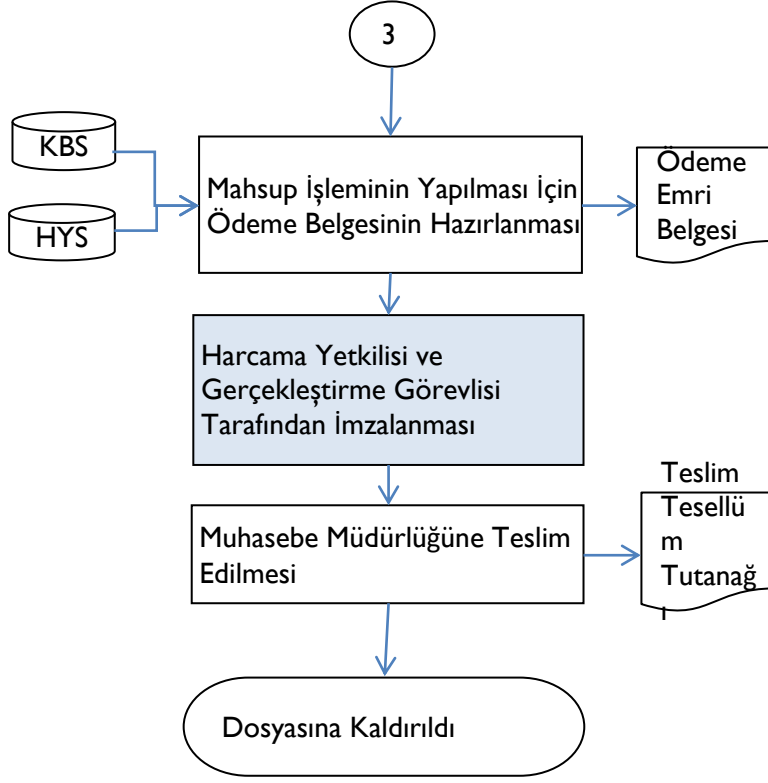 3
KBS
HYS
Mahsup İşleminin Yapılması İçin
Ödeme Belgesinin Hazırlanması
Ödeme
Emri
Belgesi
Harcama Yetkilisi ve
Gerçekleştirme Görevlisi
Tarafından İmzalanması
Muhasebe Müdürlüğüne Teslim
Edilmesi
Teslim
Tesellü
m
Tutanağ
ı
Dosyasına Kaldırıldı